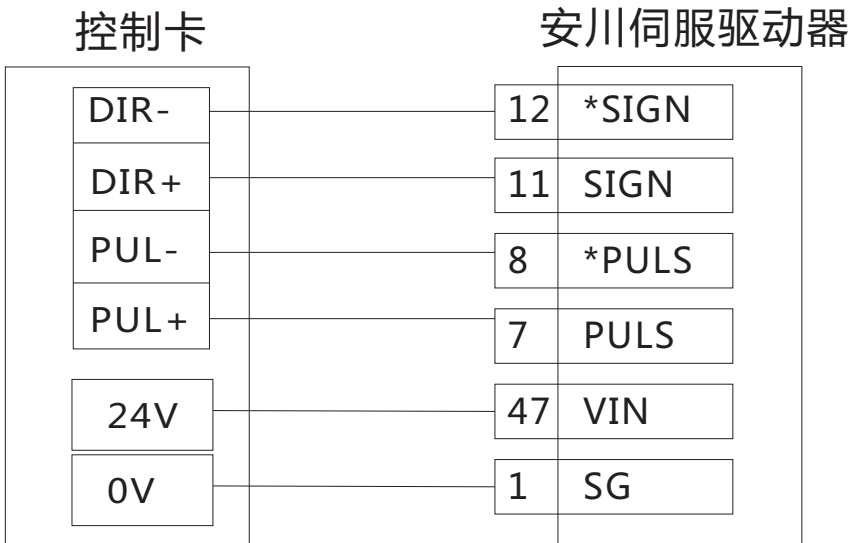 控制卡 安川伺服驱动器
DIR- 12 *SIGN
DIR+ 11 SIGN
PUL- 8 *PULS
PUL+ 7 PULS
24V 47 VIN
0V 1 SG